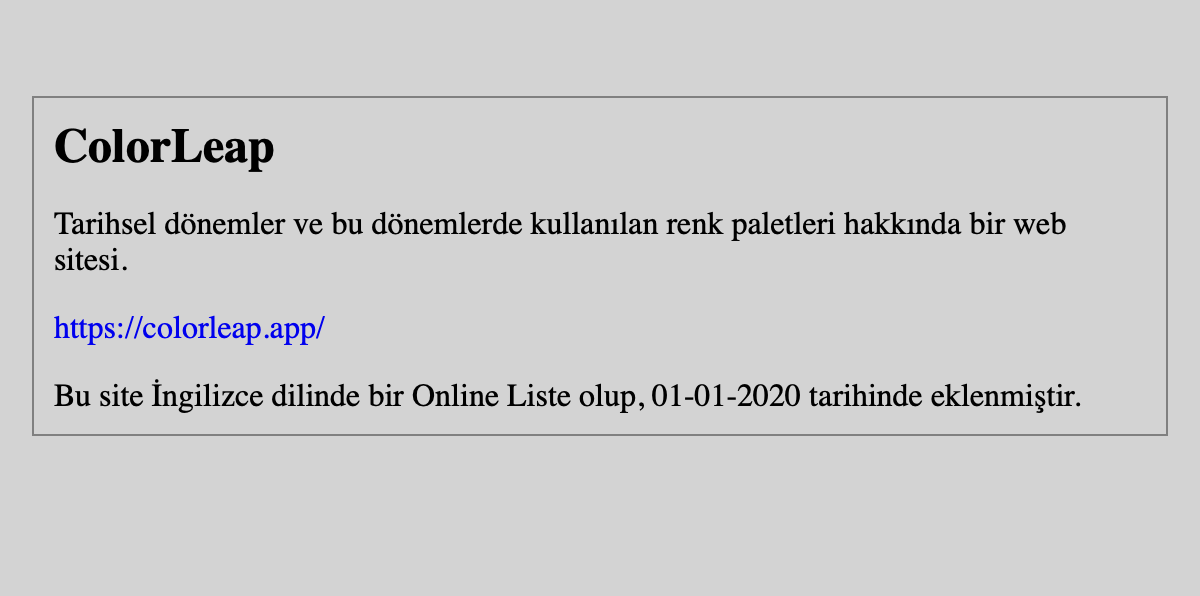 ColorLeap
Tarihsel dönemler ve bu dönemlerde kullanılan renk paletleri hakkında bir web
sitesi.
https://colorleap.app/
Bu site İngilizce dilinde bir Online Liste olup, 01-01-2020 tarihinde eklenmiştir.